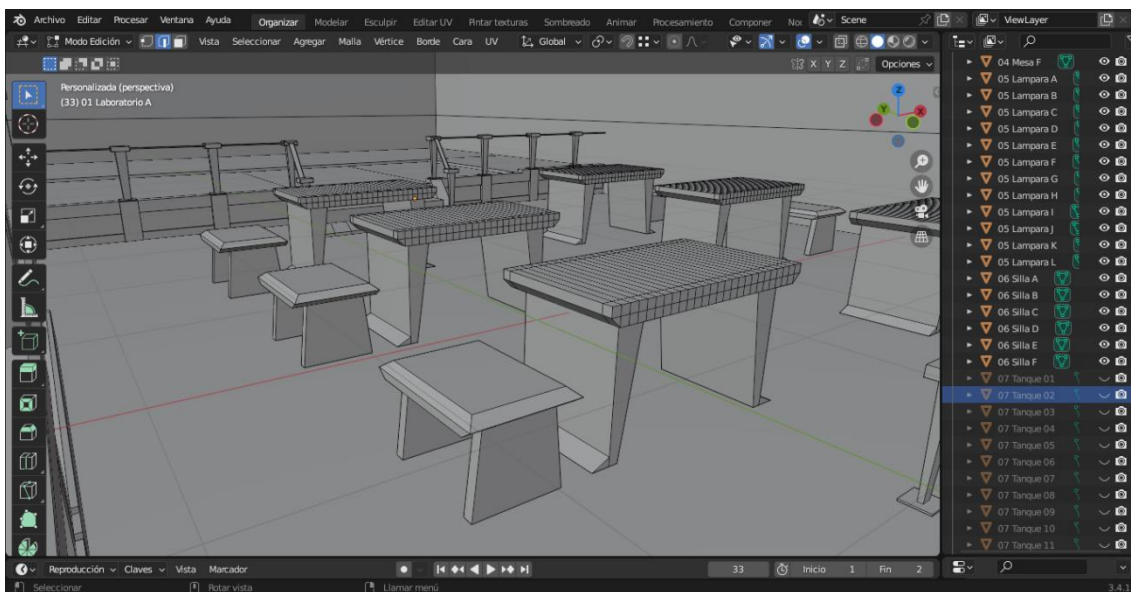 Archivo Editar Procesar Ventana Ayuda Organizar Modelar Esculpir Editar UV Pintar texturas Sombreado Animar Procesamiento Componer Scene ViewLayer
Modo Edición Vista Seleccionar Agregar Malla Vértice Borde Cara UV Global
X Y Z Opciones
Personalizada (perspectiva)
(33) 01 Laboratorio A
Z
Y
X
04 Mesa F
05 Lampara A
05 Lampara B
05 Lampara C
05 Lampara D
05 Lampara E
05 Lampara F
05 Lampara G
05 Lampara H
05 Lampara I
05 Lampara J
05 Lampara K
05 Lampara L
06 Silla A
06 Silla B
06 Silla C
06 Silla D
06 Silla E
06 Silla F
07 Tanque 01
07 Tanque 02
07 Tanque 03
07 Tanque 04
07 Tanque 05
07 Tanque 06
07 Tanque 07
07 Tanque 08
07 Tanque 09
07 Tanque 10
07 Tanque 11
Reproducción Claves Vista Marcador 33 Inicio 1 Fin 2
Seleccionar Rotar vista Llamar menú 3.4.1